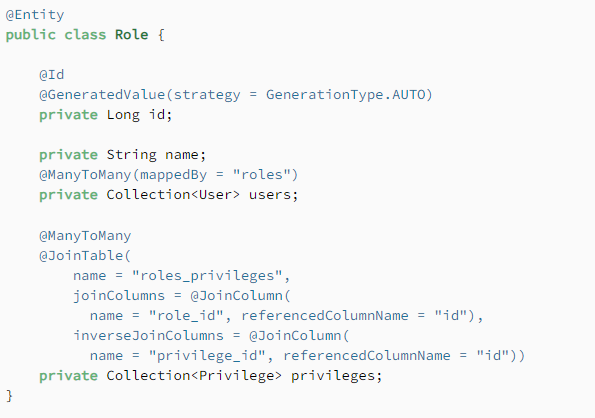 @Entity
public class Role {
    @Id
    @GeneratedValue(strategy = GenerationType.AUTO)
    private Long id;
    private String name;
    @ManyToMany(mappedBy = "roles")
    private Collection<User> users;
    @ManyToMany
    @JoinTable(
        name = "roles_privileges",
        joinColumns = @JoinColumn(
          name = "role_id", referencedColumnName = "id"),
        inverseJoinColumns = @JoinColumn(
          name = "privilege_id", referencedColumnName = "id"))
    private Collection<Privilege> privileges;
}